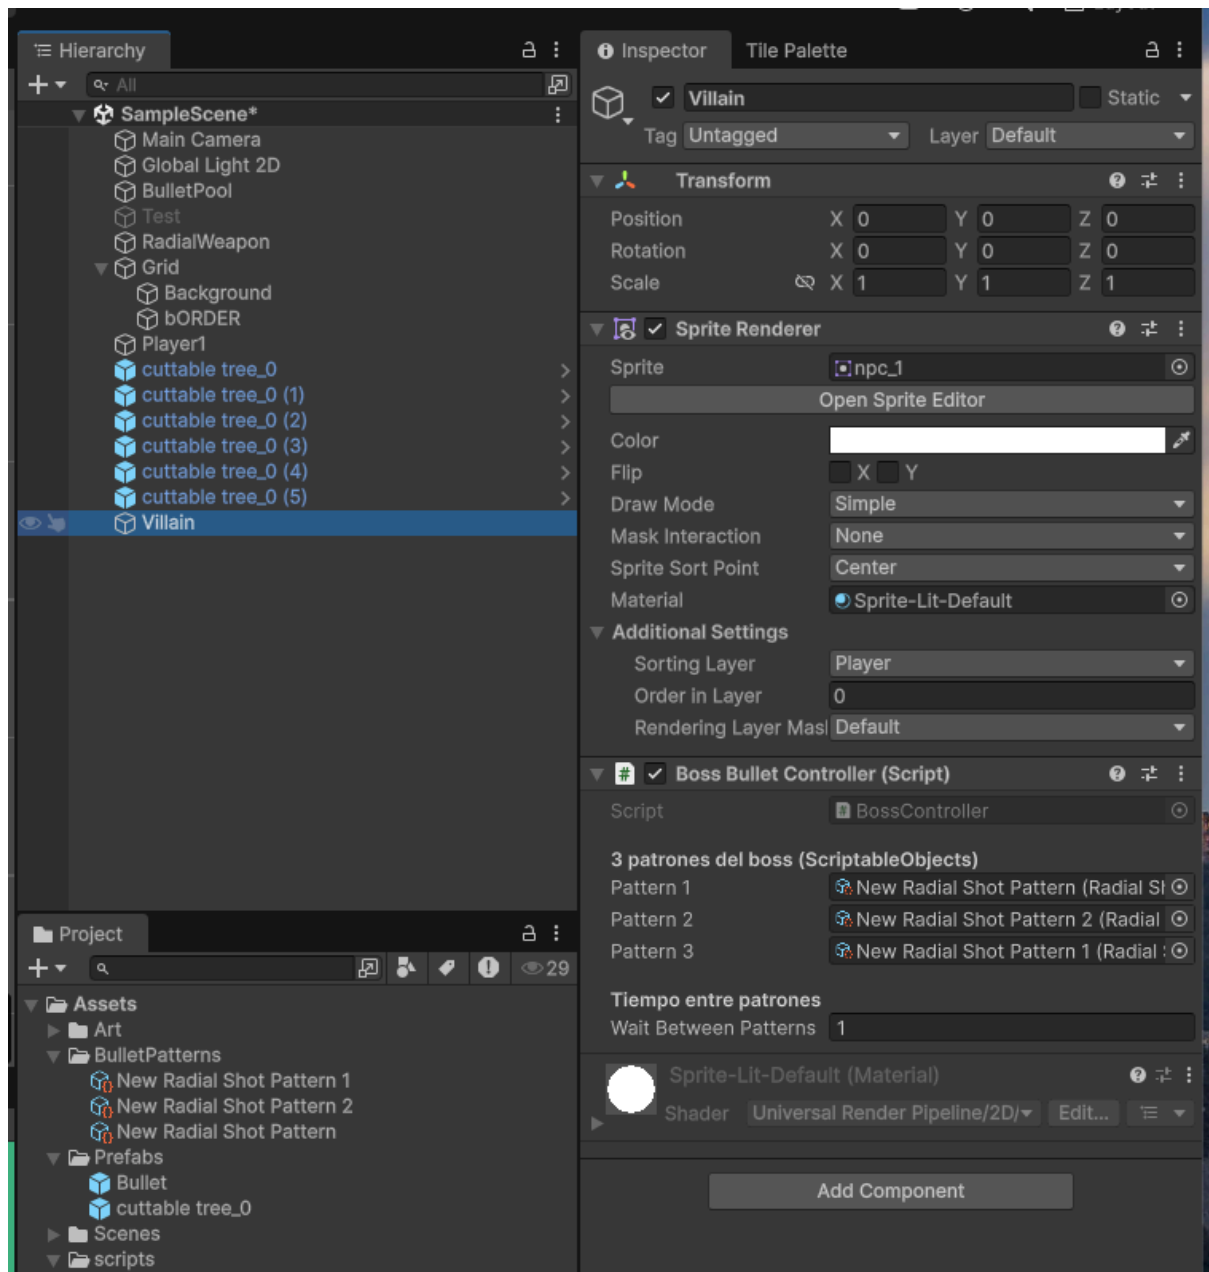 Hierarchy
All
SampleScene*
Main Camera
Global Light 2D
BulletPool
Test
RadialWeapon
Grid
Background
bORDER
Player1
cuttable tree_0
cuttable tree_0 (1)
cuttable tree_0 (2)
cuttable tree_0 (3)
cuttable tree_0 (4)
cuttable tree_0 (5)
Villain
Project
29
Assets
Art
BulletPatterns
New Radial Shot Pattern 1
New Radial Shot Pattern 2
New Radial Shot Pattern
Prefabs
Bullet
cuttable tree_0
Scenes
scripts
Inspector Tile Palette
Villain Static
Tag Untagged Layer Default
Transform
Position X 0 Y 0 Z 0
Rotation X 0 Y 0 Z 0
Scale X 1 Y 1 Z 1
Sprite Renderer
Sprite npc_1
Open Sprite Editor
Color
Flip X Y
Draw Mode Simple
Mask Interaction None
Sprite Sort Point Center
Material Sprite-Lit-Default
Additional Settings
Sorting Layer Player
Order in Layer 0
Rendering Layer Mas Default
# Boss Bullet Controller (Script)
Script # BossController
3 patrones del boss (ScriptableObjects)
Pattern 1 New Radial Shot Pattern (Radial Sh
Pattern 2 New Radial Shot Pattern 2 (Radial
Pattern 3 New Radial Shot Pattern 1 (Radial
Tiempo entre patrones
Wait Between Patterns 1
Sprite-Lit-Default (Material)
Shader Universal Render Pipeline/2D/ Edit...
Add Component